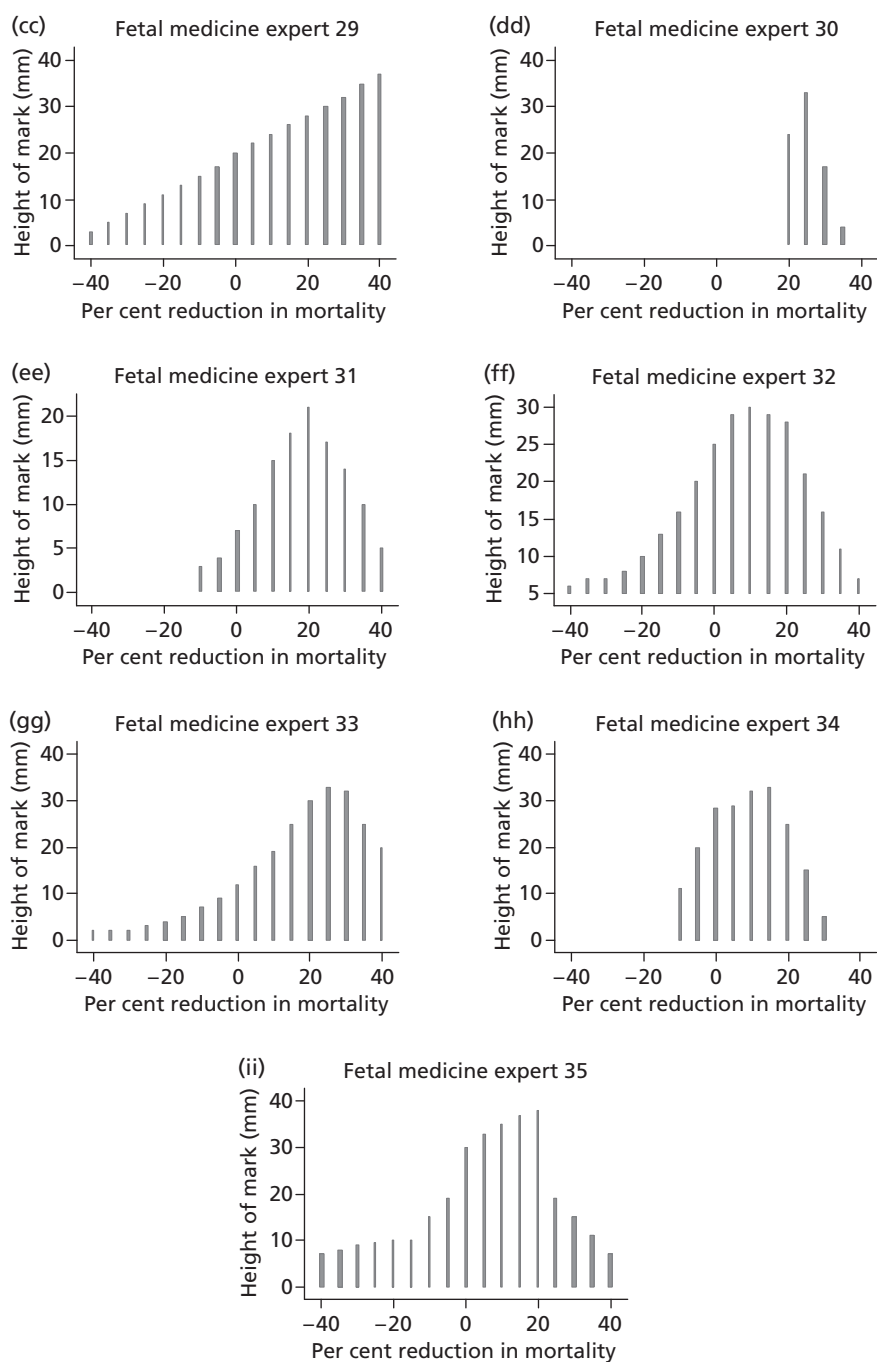 (cc) Fetal medicine expert 29
Height of mark (mm)
40
30
20
10
0
−40 −20 0 20 40
Per cent reduction in mortality
(dd) Fetal medicine expert 30
Height of mark (mm)
40
30
20
10
0
−40 −20 0 20 40
Per cent reduction in mortality
(ee) Fetal medicine expert 31
Height of mark (mm)
20
15
10
5
0
−40 −20 0 20 40
Per cent reduction in mortality
(ff) Fetal medicine expert 32
Height of mark (mm)
30
25
20
15
10
5
−40 −20 0 20 40
Per cent reduction in mortality
(gg) Fetal medicine expert 33
Height of mark (mm)
40
30
20
10
0
−40 −20 0 20 40
Per cent reduction in mortality
(hh) Fetal medicine expert 34
Height of mark (mm)
40
30
20
10
0
−40 −20 0 20 40
Per cent reduction in mortality
(ii) Fetal medicine expert 35
Height of mark (mm)
40
30
20
10
0
−40 −20 0 20 40
Per cent reduction in mortality